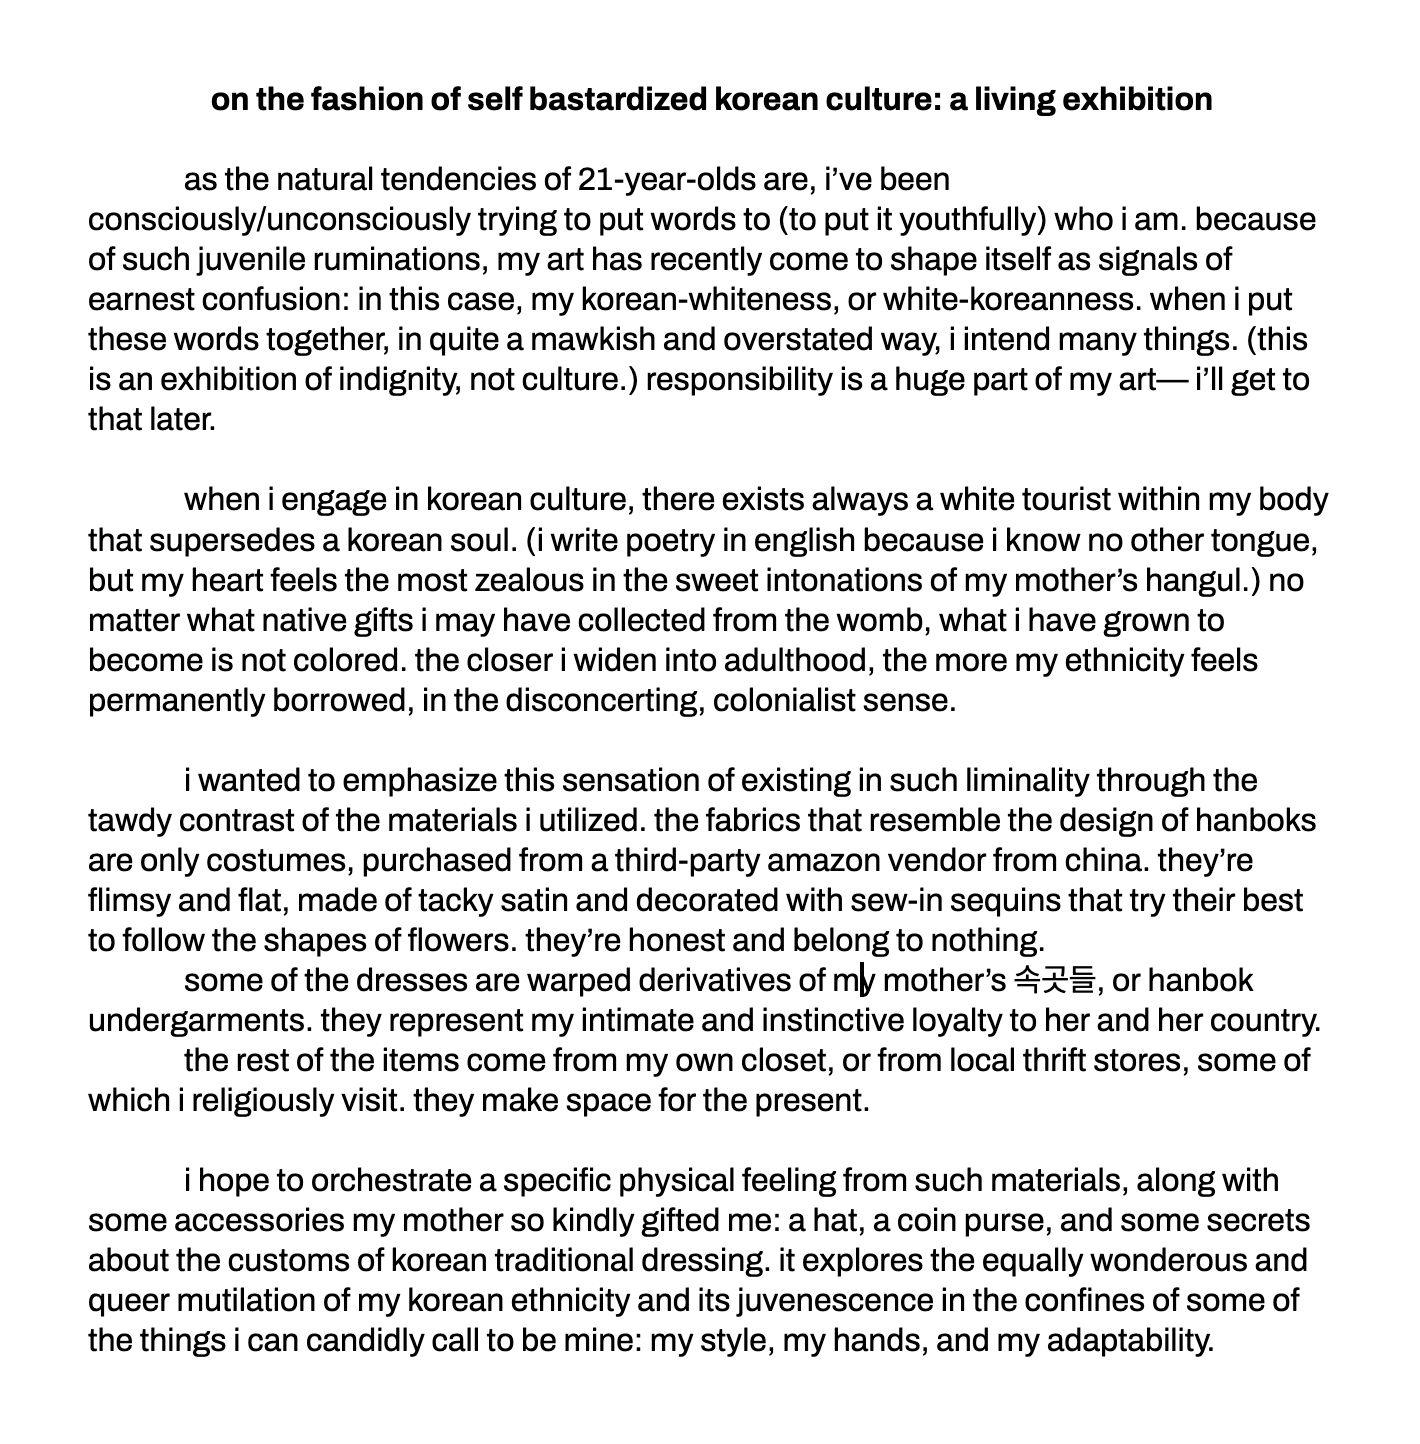 on the fashion of self bastardized korean culture: a living exhibition
as the natural tendencies of 21-year-olds are, i’ve been
consciously/unconsciously trying to put words to (to put it youthfully) who i am. because
of such juvenile ruminations, my art has recently come to shape itself as signals of
earnest confusion: in this case, my korean-whiteness, or white-koreanness. when i put
these words together, in quite a mawkish and overstated way, i intend many things. (this
is an exhibition of indignity, not culture.) responsibility is a huge part of my art— i’ll get to
that later.
when i engage in korean culture, there exists always a white tourist within my body
that supersedes a korean soul. (i write poetry in english because i know no other tongue,
but my heart feels the most zealous in the sweet intonations of my mother’s hangul.) no
matter what native gifts i may have collected from the womb, what i have grown to
become is not colored. the closer i widen into adulthood, the more my ethnicity feels
permanently borrowed, in the disconcerting, colonialist sense.
i wanted to emphasize this sensation of existing in such liminality through the
tawdy contrast of the materials i utilized. the fabrics that resemble the design of hanboks
are only costumes, purchased from a third-party amazon vendor from china. they’re
flimsy and flat, made of tacky satin and decorated with sew-in sequins that try their best
to follow the shapes of flowers. they’re honest and belong to nothing.
some of the dresses are warped derivatives of my mother’s 속곳들, or hanbok
undergarments. they represent my intimate and instinctive loyalty to her and her country.
the rest of the items come from my own closet, or from local thrift stores, some of
which i religiously visit. they make space for the present.
i hope to orchestrate a specific physical feeling from such materials, along with
some accessories my mother so kindly gifted me: a hat, a coin purse, and some secrets
about the customs of korean traditional dressing. it explores the equally wonderous and
queer mutilation of my korean ethnicity and its juvenescence in the confines of some of
the things i can candidly call to be mine: my style, my hands, and my adaptability.